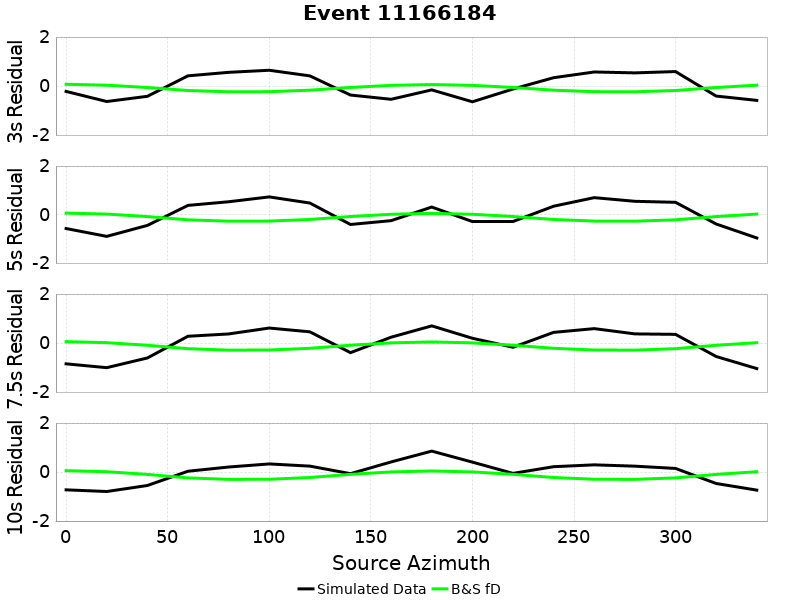 Event 11166184
3s Residual
2
0
-2
5s Residual
2
0
-2
7.5s Residual
2
0
-2
10s Residual
2
0
-2
0 50 100 150 200 250 300
Source Azimuth
Simulated Data B&S fD